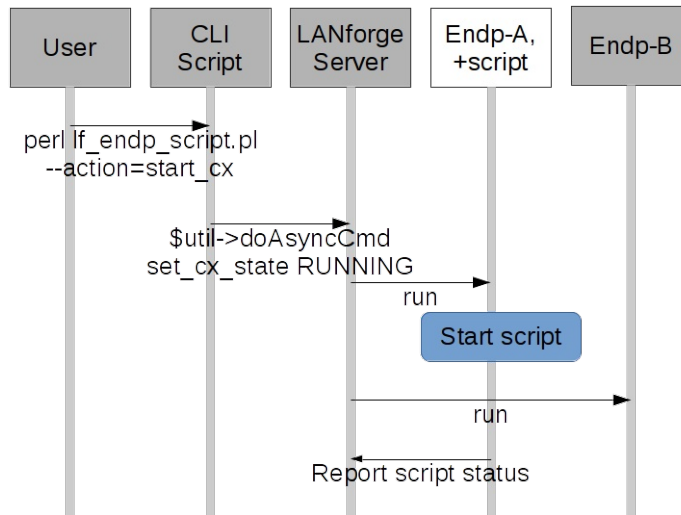 User
CLI
Script
LANforge
Server
Endp-A,
+script
Endp-B
perl lf_endp_script.pl
--action=start_cx
$util->doAsyncCmd
set_cx_state RUNNING
run
Start script
run
Report script status